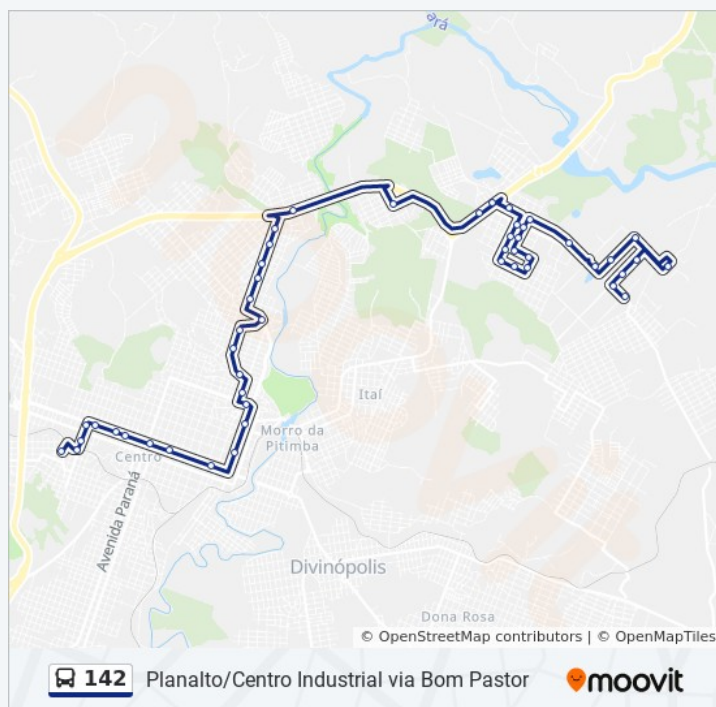 ará
Itaí
Morro da
Pitimba
Centro
Avenida Paraná
Divinópolis
Dona Rosa
© OpenStreetMap contributors | © OpenMapTiles
142 Planalto/Centro Industrial via Bom Pastor moovit